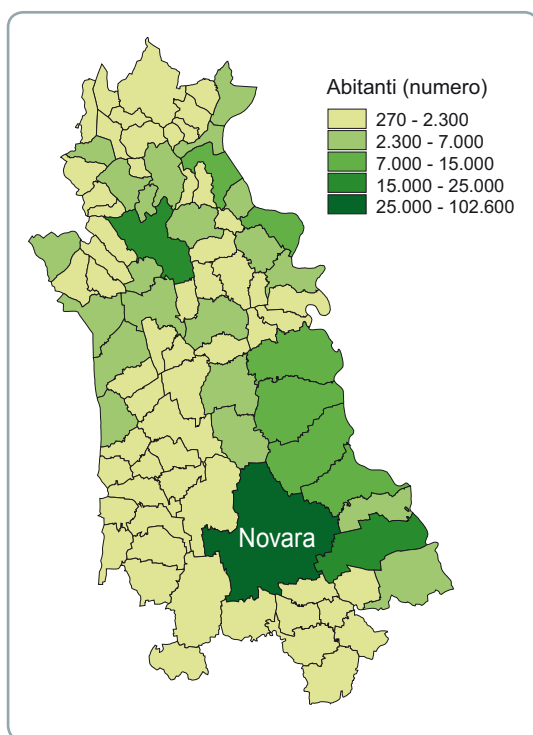 Abitanti (numero)
270 - 2.300
2.300 - 7.000
7.000 - 15.000
15.000 - 25.000
25.000 - 102.600
Novara